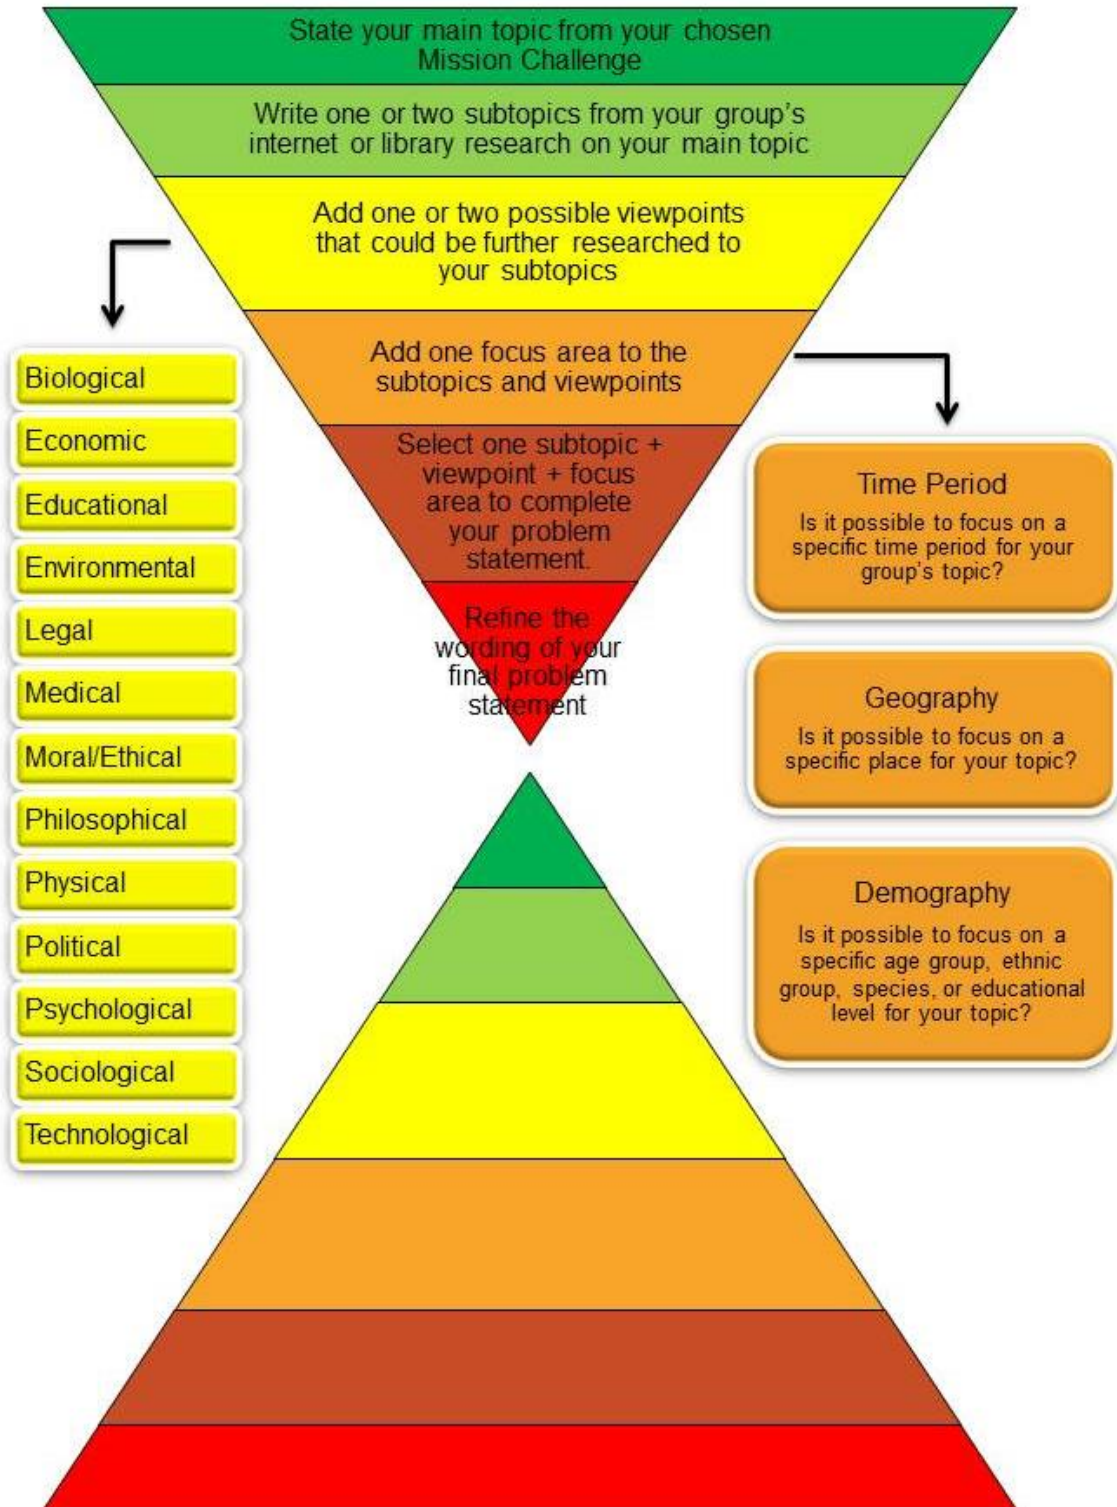 State your main topic from your chosen
Mission Challenge
Write one or two subtopics from your group's
internet or library research on your main topic
Add one or two possible viewpoints
that could be further researched to
your subtopics
Add one focus area to the
subtopics and viewpoints
Select one subtopic +
viewpoint + focus
area to complete
your problem
statement.
Refine the
wording of your
final problem
statement
Biological
Economic
Educational
Environmental
Legal
Medical
Moral/Ethical
Philosophical
Physical
Political
Psychological
Sociological
Technological
Time Period
Is it possible to focus on a
specific time period for your
group's topic?
Geography
Is it possible to focus on a
specific place for your topic?
Demography
Is it possible to focus on a
specific age group, ethnic
group, species, or educational
level for your topic?